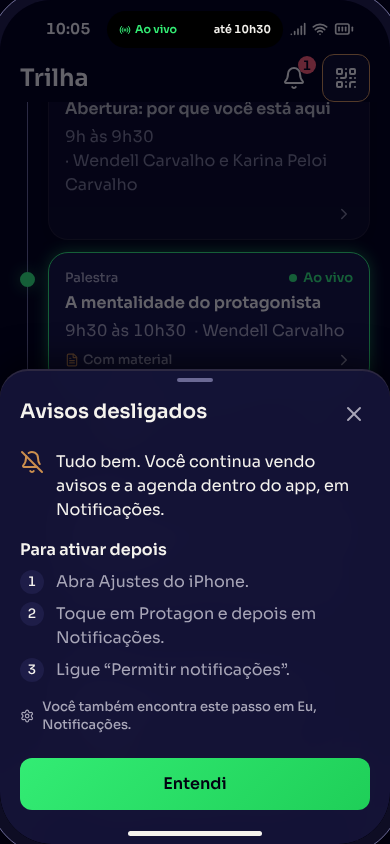 10:05
Ao vivo
até 10h30
Trilha
1
Abertura: por que você está aqui
9h às 9h30
· Wendell Carvalho e Karina Peloi
Carvalho
Palestra
Ao vivo
A mentalidade do protagonista
9h30 às 10h30 · Wendell Carvalho
Com material
Avisos desligados
Tudo bem. Você continua vendo
avisos e a agenda dentro do app, em
Notificações.
Para ativar depois
1 Abra Ajustes do iPhone.
2 Toque em Protagon e depois em
Notificações.
3 Ligue “Permitir notificações”.
Você também encontra este passo em Eu,
Notificações.
Entendi